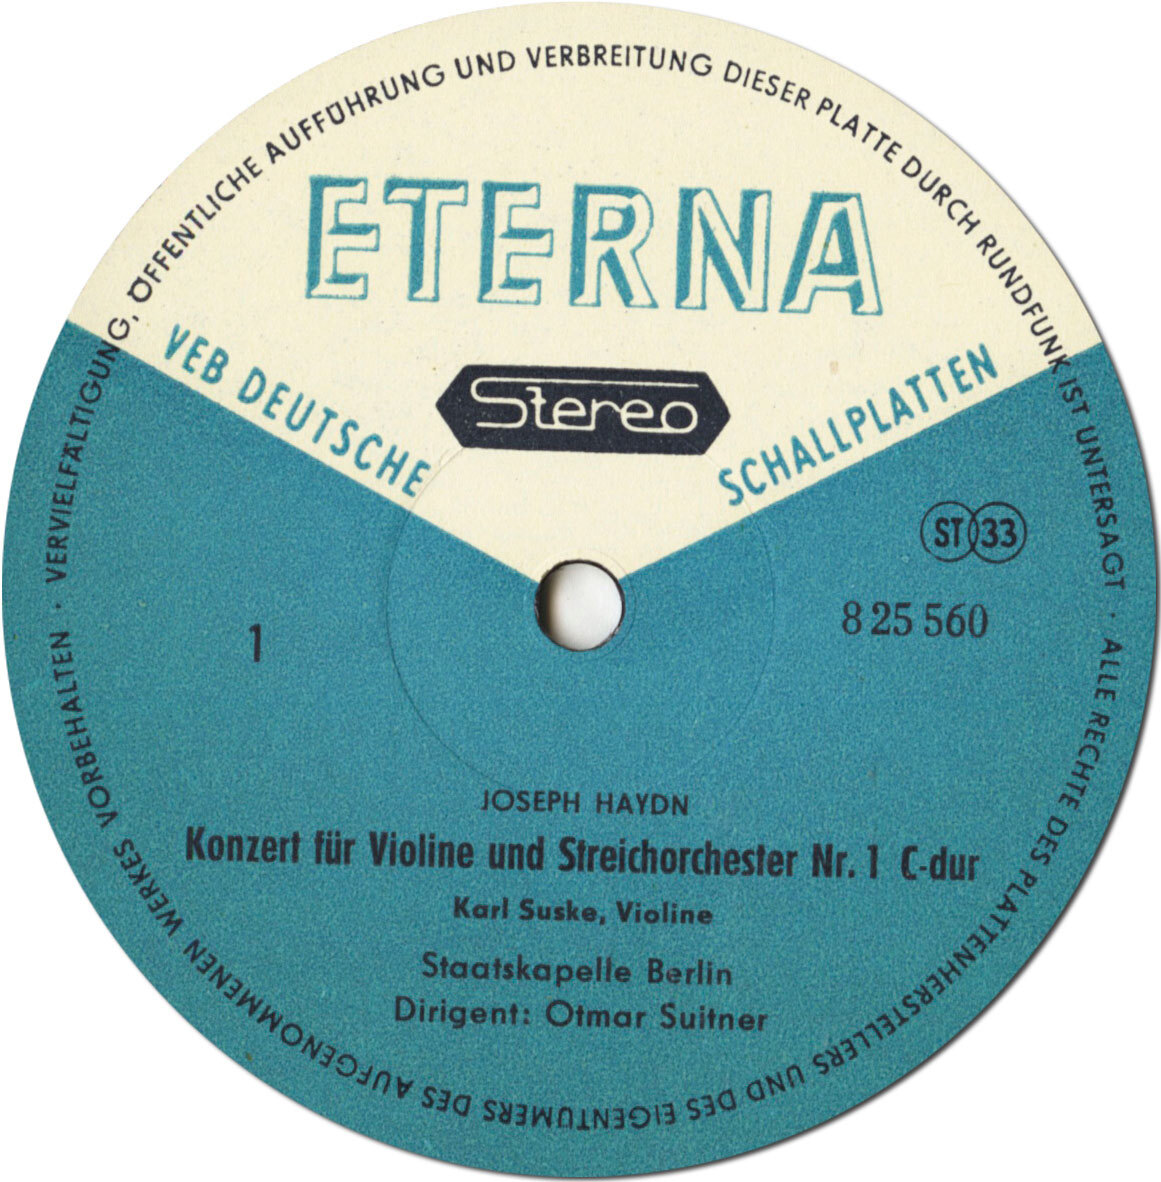 VERVIELFÄLTIGUNG, ÖFFENTLICHE AUFFÜHRUNG UND VERBREITUNG DIESER PLATTE DURCH RUNDFUNK IST UNTERSAGT · ALLE RECHTE DES PLATTENHERSTELLERS UND DES EIGENTUMERS DES AUFGENOMMENEN WERKES VORBEHALTEN ·
ETERNA
Stereo
VEB DEUTSCHE SCHALLPLATTEN
ST 33
8 25 560
1
JOSEPH HAYDN
Konzert für Violine und Streichorchester Nr. 1 C-dur
Karl Suske, Violine
Staatskapelle Berlin
Dirigent: Otmar Suitner